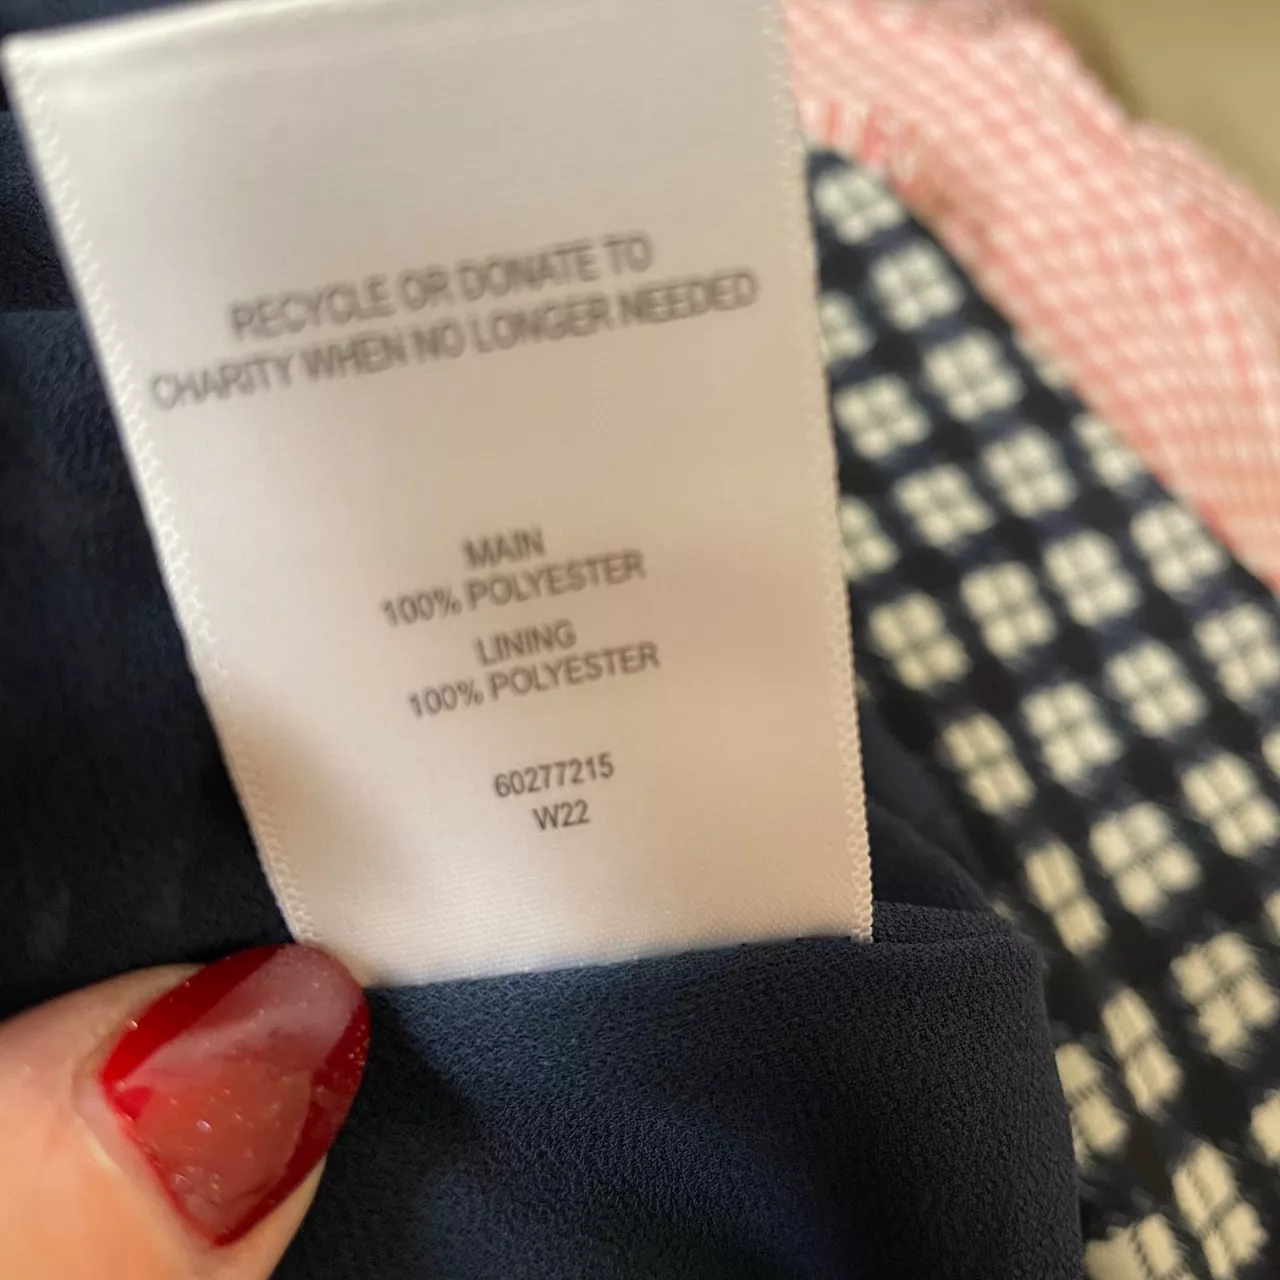 RECYCLE OR DONATE TO
CHARITY WHEN NO LONGER NEEDED
MAIN
100% POLYESTER
LINING
100% POLYESTER
60277215
W22